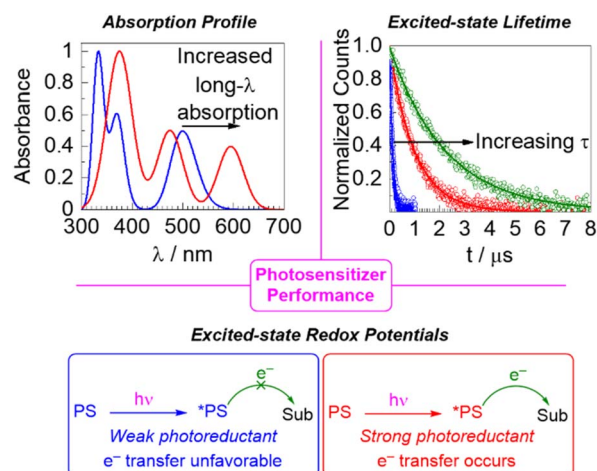 Absorption Profile
Increased
long-λ
absorption
Absorbance
1
0.8
0.6
0.4
0.2
0
300 400 500 600 700
λ / nm
Excited-state Lifetime
Normalized Counts
1.0
0.8
0.6
0.4
0.2
Increasing τ
0 1 2 3 4 5 6 7 8
t / μs
Photosensitizer
Performance
Excited-state Redox Potentials
PS hν *PS e⁻ Sub
Weak photoreductant
e⁻ transfer unfavorable
PS hν *PS e⁻ Sub
Strong photoreductant
e⁻ transfer occurs